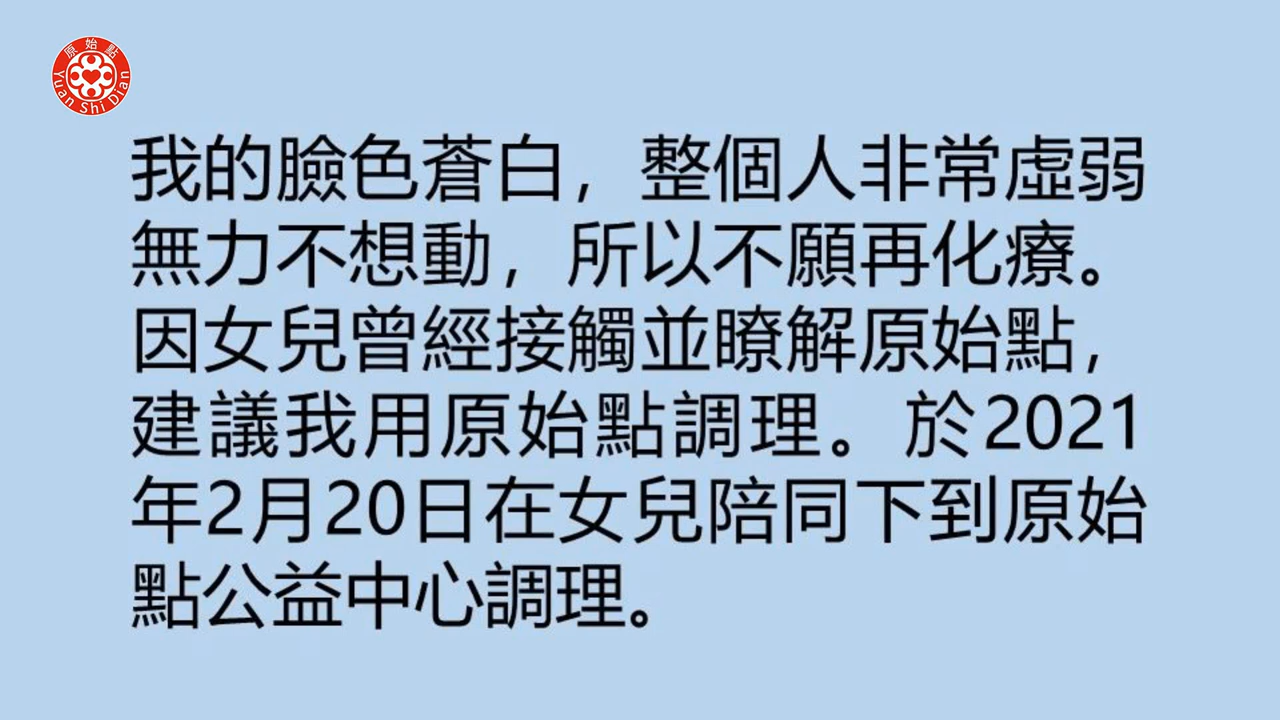 原始點
Yuan Shi Dian
我的臉色蒼白，整個人非常虛弱
無力不想動，所以不願再化療。
因女兒曾經接觸並瞭解原始點，
建議我用原始點調理。於2021
年2月20日在女兒陪同下到原始
點公益中心調理。